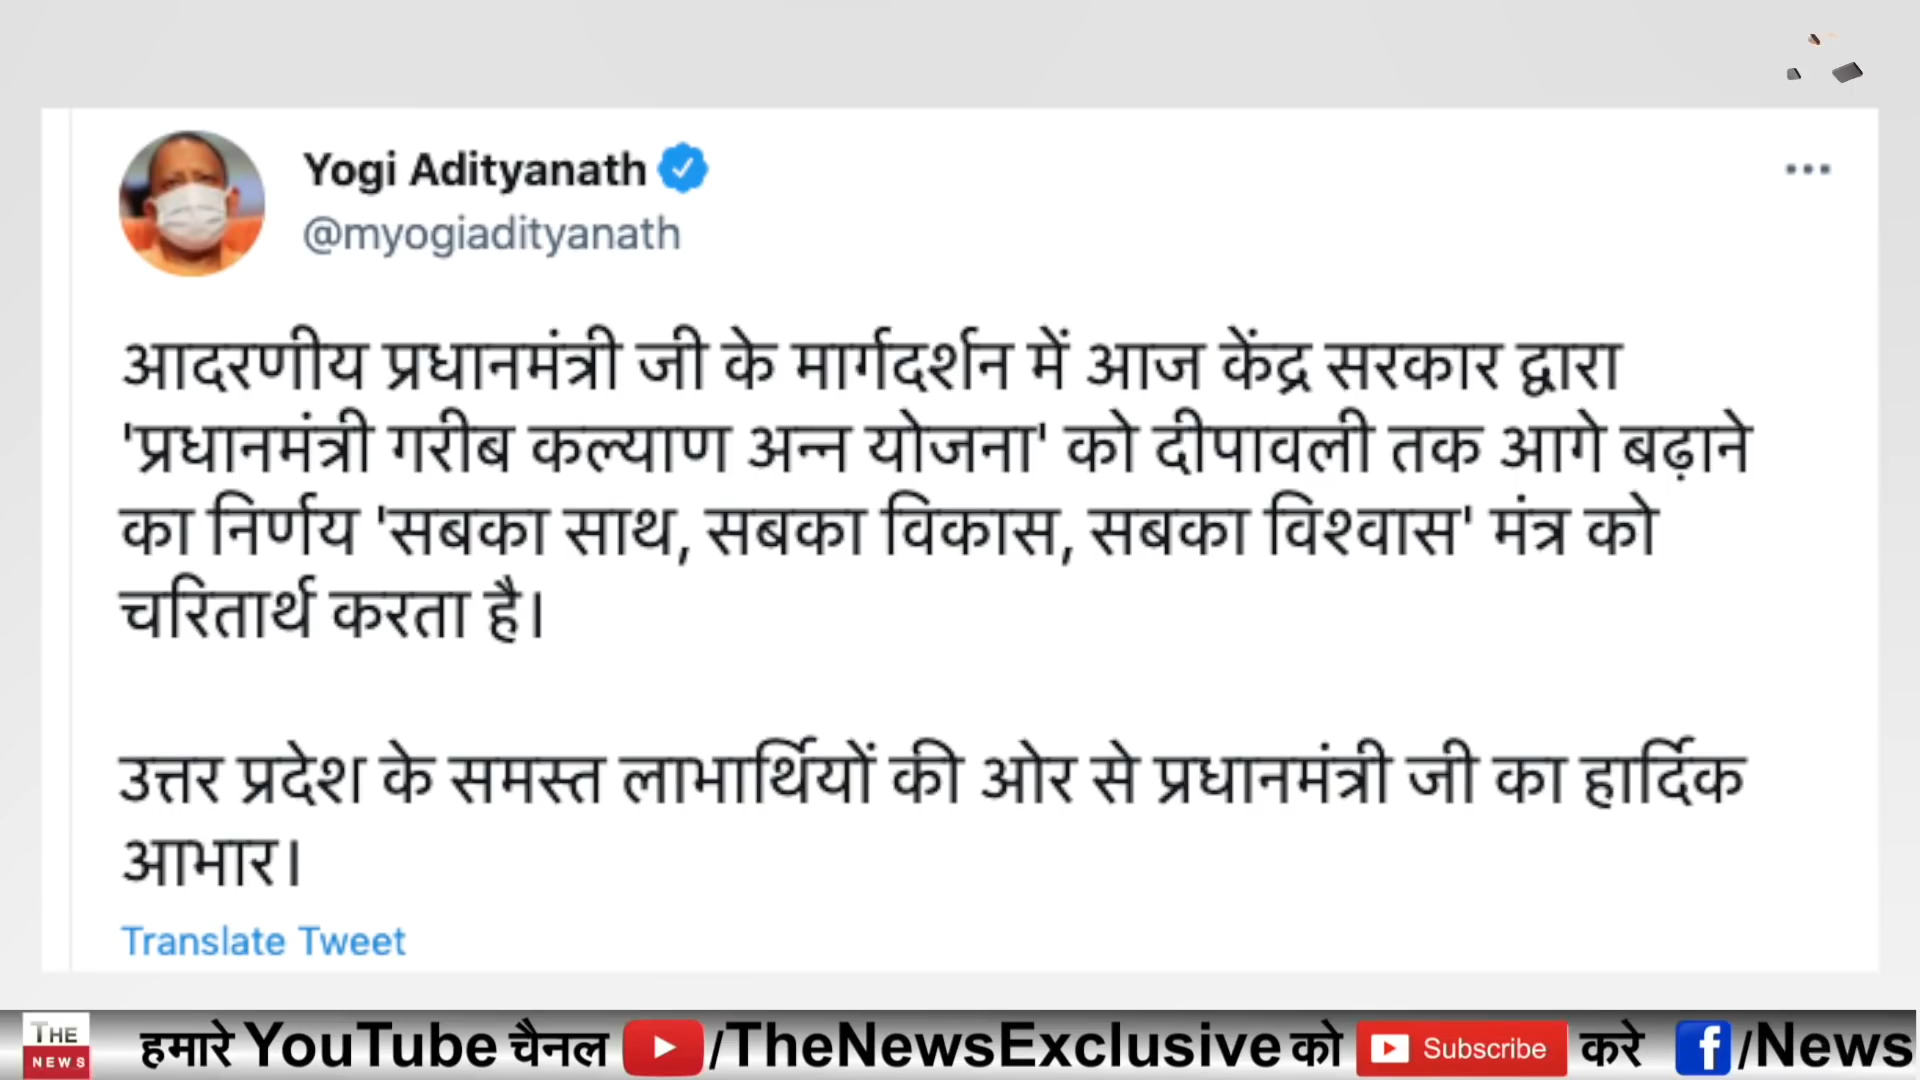 Yogi Adityanath
@myogiadityanath
आदरणीय प्रधानमंत्री जी के मार्गदर्शन में आज केंद्र सरकार द्वारा
'प्रधानमंत्री गरीब कल्याण अन्न योजना' को दीपावली तक आगे बढ़ाने
का निर्णय 'सबका साथ, सबका विकास, सबका विश्वास' मंत्र को
चरितार्थ करता है।
उत्तर प्रदेश के समस्त लाभार्थियों की ओर से प्रधानमंत्री जी का हार्दिक
आभार।
Translate Tweet
THE
NEWS
हमारे YouTube चैनल /TheNewsExclusive को Subscribe करे /News